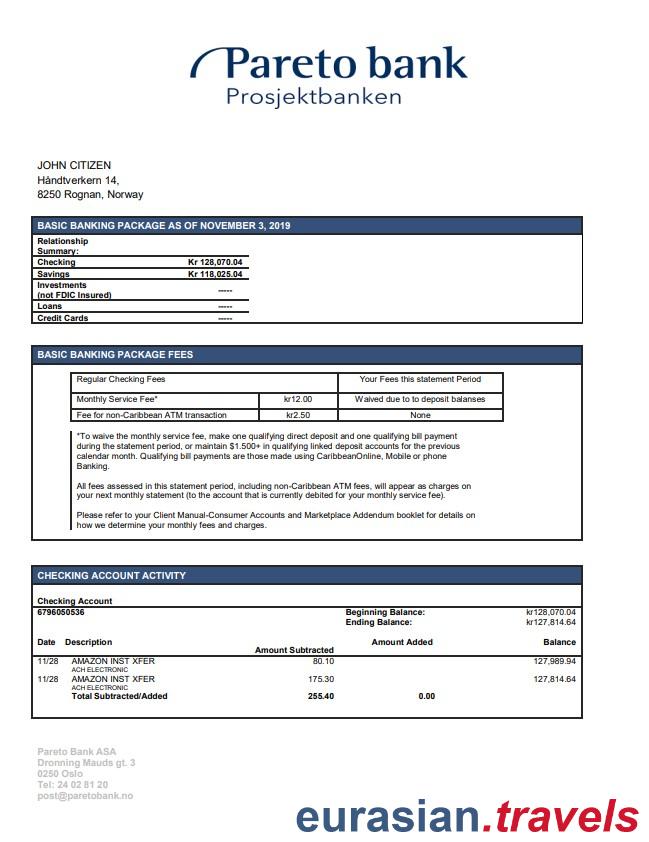 Pareto bank
Prosjektbanken
JOHN CITIZEN
Håndtverkern 14,
8250 Rognan, Norway
BASIC BANKING PACKAGE AS OF NOVEMBER 3, 2019
Relationship
Summary:
Checking Kr 128,070.04
Savings Kr 118,025.04
Investments
(not FDIC Insured) -----
Loans -----
Credit Cards -----
BASIC BANKING PACKAGE FEES
Regular Checking Fees Your Fees this statement Period
Monthly Service Fee* kr12.00 Waived due to to deposit balanses
Fee for non-Caribbean ATM transaction kr2.50 None
*To waive the monthly service fee, make one qualifying direct deposit and one qualifying bill payment
during the statement period, or maintain $1.500+ in qualifying linked deposit accounts for the previous
calendar month. Qualifying bill payments are those made using CaribbeanOnline, Mobile or phone
Banking.
All fees assessed in this statement period, including non-Caribbean ATM fees, will appear as charges on
your next monthly statement (to the account that is currently debited for your monthly service fee).
Please refer to your Client Manual-Consumer Accounts and Marketplace Addendum booklet for details on
how we determine your monthly fees and charges.
CHECKING ACCOUNT ACTIVITY
Checking Account
6796050536 Beginning Balance: kr128,070.04
Ending Balance: kr127,814.64
Date Description Amount Subtracted Amount Added Balance
11/28 AMAZON INST XFER 80.10 127,989.94
ACH ELECTRONIC
11/28 AMAZON INST XFER 175.30 127,814.64
ACH ELECTRONIC
Total Subtracted/Added 255.40 0.00
Pareto Bank ASA
Dronning Mauds gt. 3
0250 Oslo
Tel: 24 02 81 20
post@paretobank.no
eurasian.travels